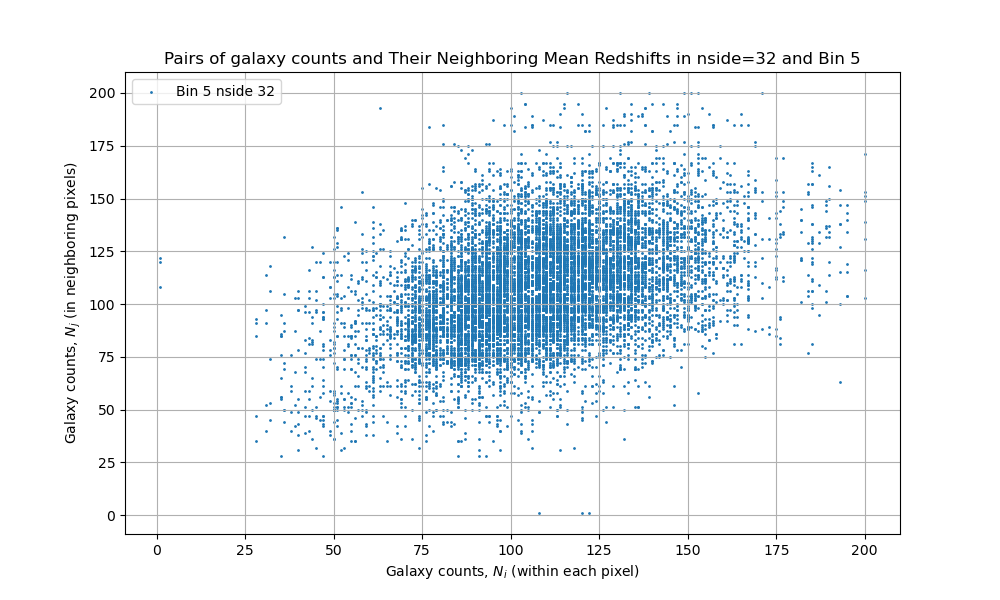 Pairs of galaxy counts and Their Neighboring Mean Redshifts in nside=32 and Bin 5
Bin 5 nside 32
Galaxy counts, N_j (in neighboring pixels)
200
175
150
125
100
75
50
25
0
0 25 50 75 100 125 150 175 200
Galaxy counts, N_i (within each pixel)